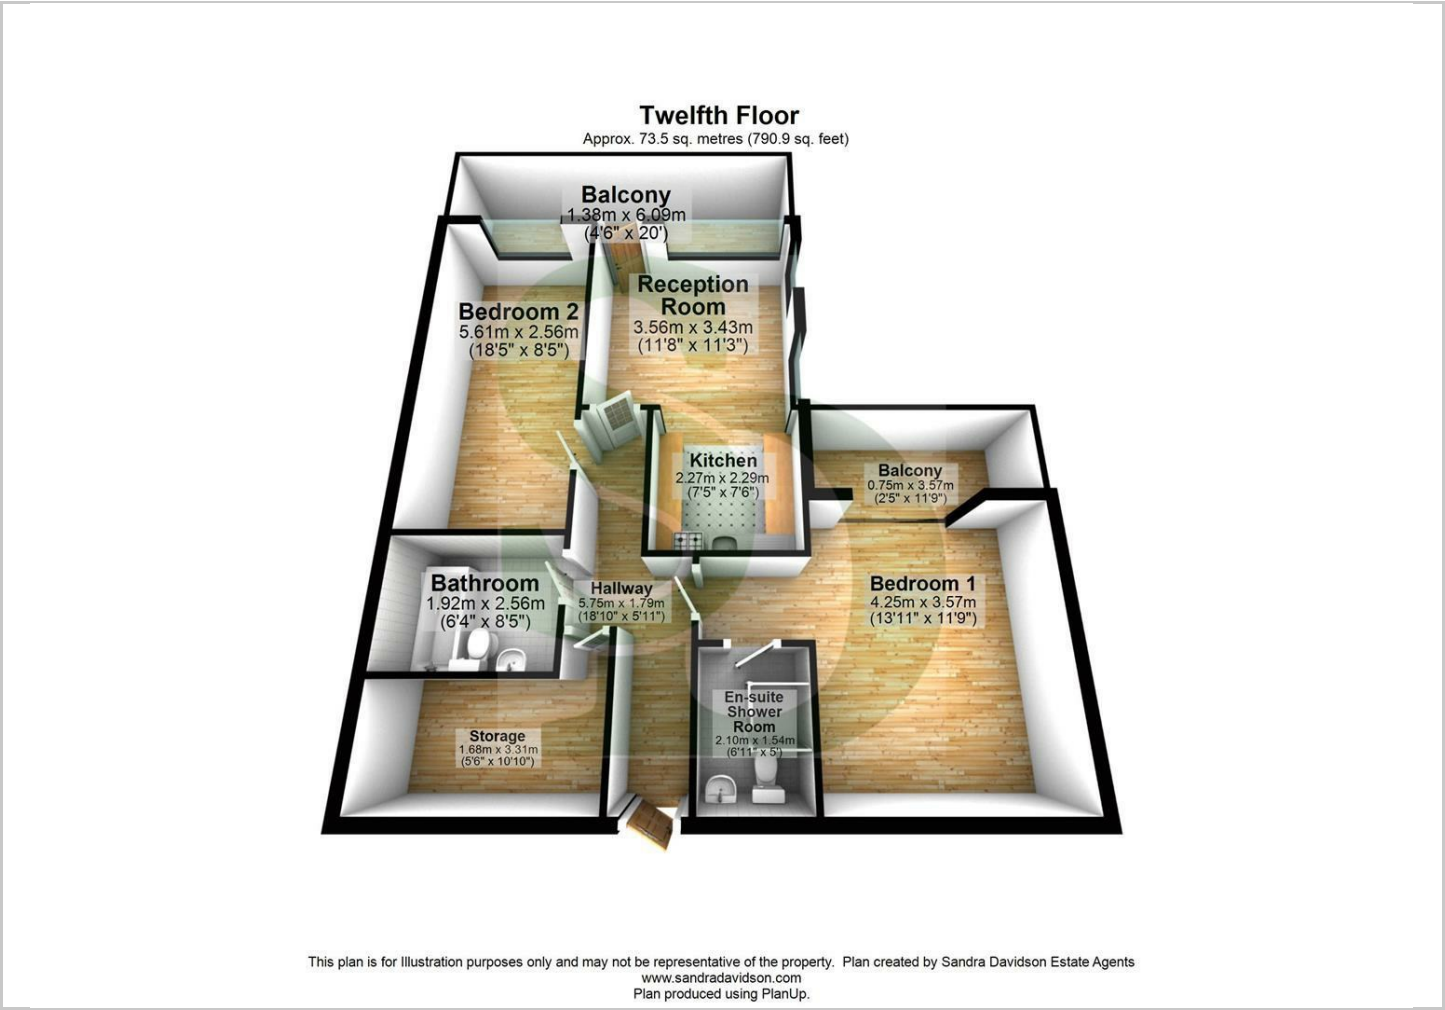 Twelfth Floor
Approx. 73.5 sq. metres (790.9 sq. feet)
Balcony
1.38m x 6.09m
(4'6" x 20')
Reception
Room
3.56m x 3.43m
(11'8" x 11'3")
Bedroom 2
5.61m x 2.56m
(18'5" x 8'5")
Kitchen
2.27m x 2.29m
(7'5" x 7'6")
Balcony
0.75m x 3.57m
(2'5" x 11'9")
Bathroom
1.92m x 2.56m
(6'4" x 8'5")
Hallway
5.75m x 1.79m
(18'10" x 5'11")
Bedroom 1
4.25m x 3.57m
(13'11" x 11'9")
En-suite
Shower
Room
2.10m x 1.54m
(6'11" x 5')
Storage
1.68m x 3.31m
(5'6" x 10'10")
This plan is for Illustration purposes only and may not be representative of the property.  Plan created by Sandra Davidson Estate Agents
www.sandradavidson.com
Plan produced using PlanUp.